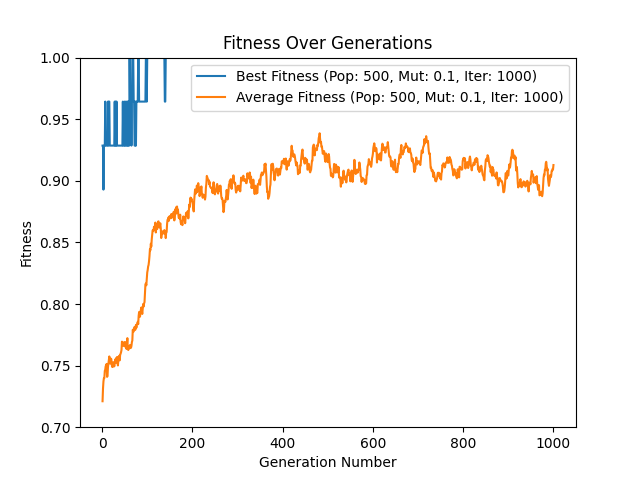 Fitness Over Generations
Best Fitness (Pop: 500, Mut: 0.1, Iter: 1000)
Average Fitness (Pop: 500, Mut: 0.1, Iter: 1000)
1.00
0.95
0.90
0.85
0.80
0.75
0.70
Fitness
0 200 400 600 800 1000
Generation Number